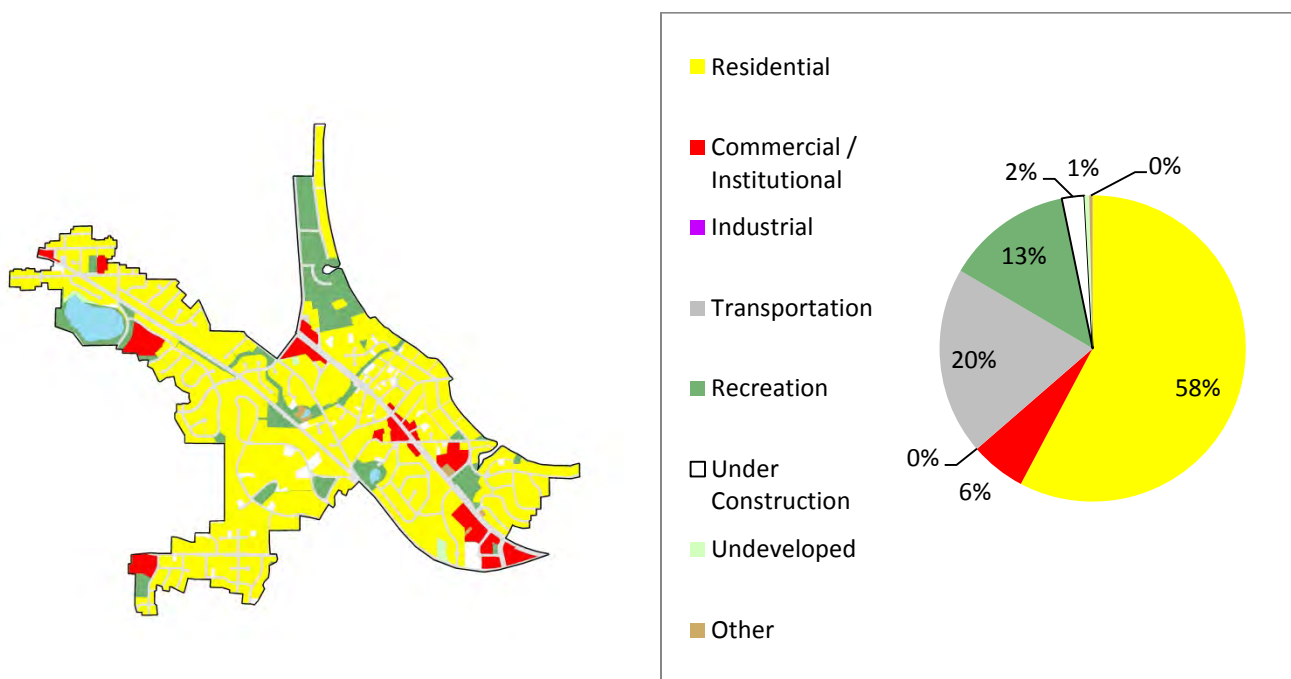 Residential
Commercial /
Institutional
Industrial
Transportation
Recreation
Under
Construction
Undeveloped
Other
2%
1%
0%
13%
20%
58%
0%
6%